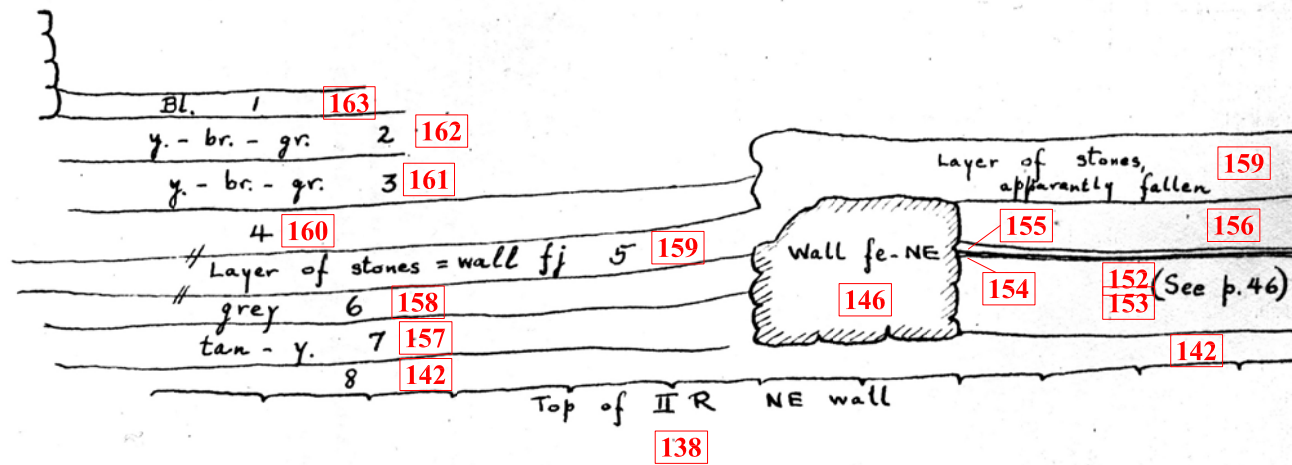 Bl. 1 163
y. - br. - gr. 2 162
y. - br. - gr. 3 161
4 160
// Layer of stones = wall fj 5 159
// grey 6 158
tan - y. 7 157
8 142
Layer of stones, 159
apparantly fallen
Wall fe-NE
146
155
156
154
152 (See p. 46)
153
142
Top of II R NE wall
138